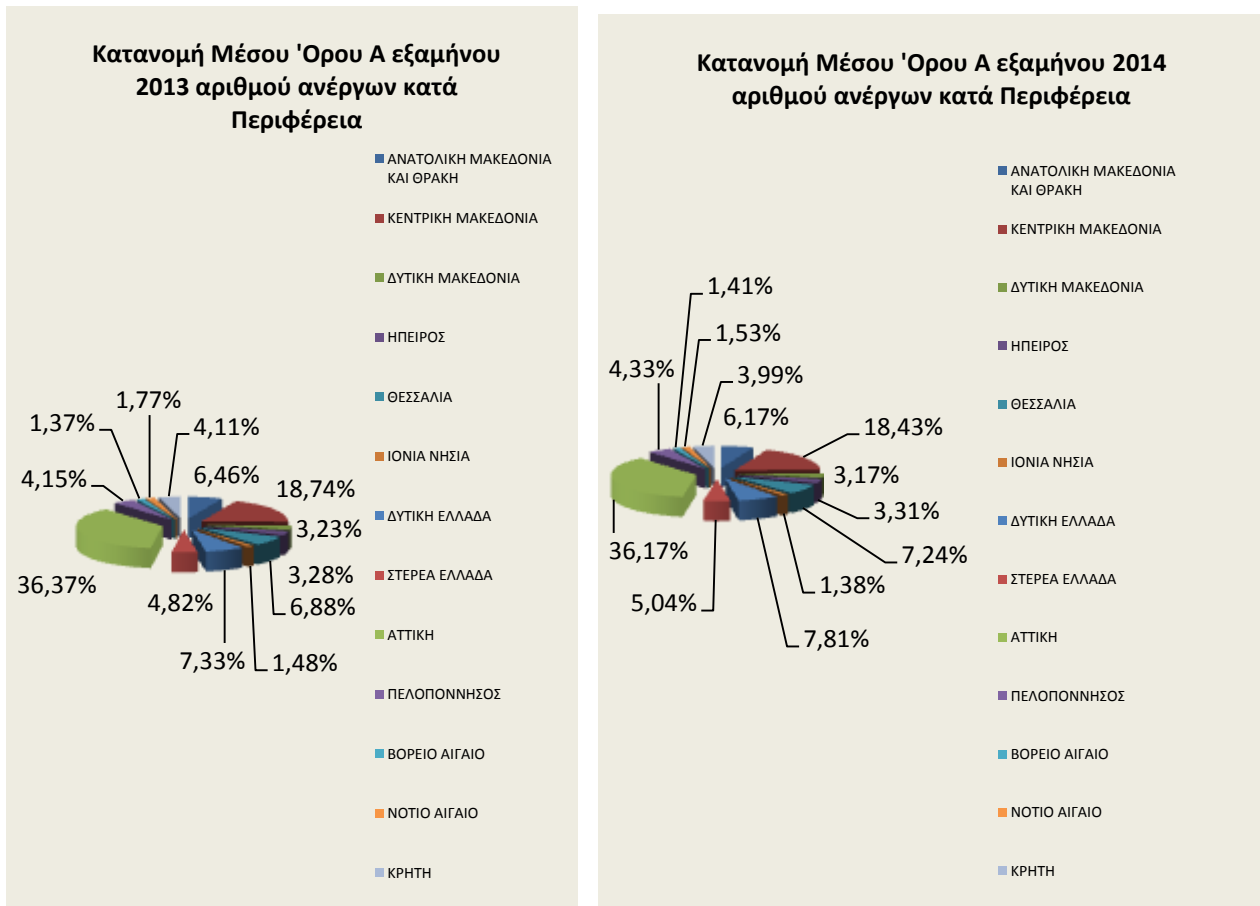 Κατανομή Μέσου 'Ορου Α εξαμήνου
2013 αριθμού ανέργων κατά
Περιφέρεια
ΑΝΑΤΟΛΙΚΗ ΜΑΚΕΔΟΝΙΑ
ΚΑΙ ΘΡΑΚΗ
ΚΕΝΤΡΙΚΗ ΜΑΚΕΔΟΝΙΑ
ΔΥΤΙΚΗ ΜΑΚΕΔΟΝΙΑ
ΗΠΕΙΡΟΣ
ΘΕΣΣΑΛΙΑ
ΙΟΝΙΑ ΝΗΣΙΑ
ΔΥΤΙΚΗ ΕΛΛΑΔΑ
ΣΤΕΡΕΑ ΕΛΛΑΔΑ
ΑΤΤΙΚΗ
ΠΕΛΟΠΟΝΝΗΣΟΣ
ΒΟΡΕΙΟ ΑΙΓΑΙΟ
ΝΟΤΙΟ ΑΙΓΑΙΟ
ΚΡΗΤΗ
6,46%
18,74%
3,23%
3,28%
6,88%
1,48%
7,33%
4,82%
36,37%
4,15%
1,37%
1,77%
4,11%
Κατανομή Μέσου 'Ορου Α εξαμήνου 2014
αριθμού ανέργων κατά Περιφέρεια
ΑΝΑΤΟΛΙΚΗ ΜΑΚΕΔΟΝΙΑ
ΚΑΙ ΘΡΑΚΗ
ΚΕΝΤΡΙΚΗ ΜΑΚΕΔΟΝΙΑ
ΔΥΤΙΚΗ ΜΑΚΕΔΟΝΙΑ
ΗΠΕΙΡΟΣ
ΘΕΣΣΑΛΙΑ
ΙΟΝΙΑ ΝΗΣΙΑ
ΔΥΤΙΚΗ ΕΛΛΑΔΑ
ΣΤΕΡΕΑ ΕΛΛΑΔΑ
ΑΤΤΙΚΗ
ΠΕΛΟΠΟΝΝΗΣΟΣ
ΒΟΡΕΙΟ ΑΙΓΑΙΟ
ΝΟΤΙΟ ΑΙΓΑΙΟ
ΚΡΗΤΗ
6,17%
18,43%
3,17%
3,31%
7,24%
1,38%
7,81%
5,04%
36,17%
4,33%
1,41%
1,53%
3,99%